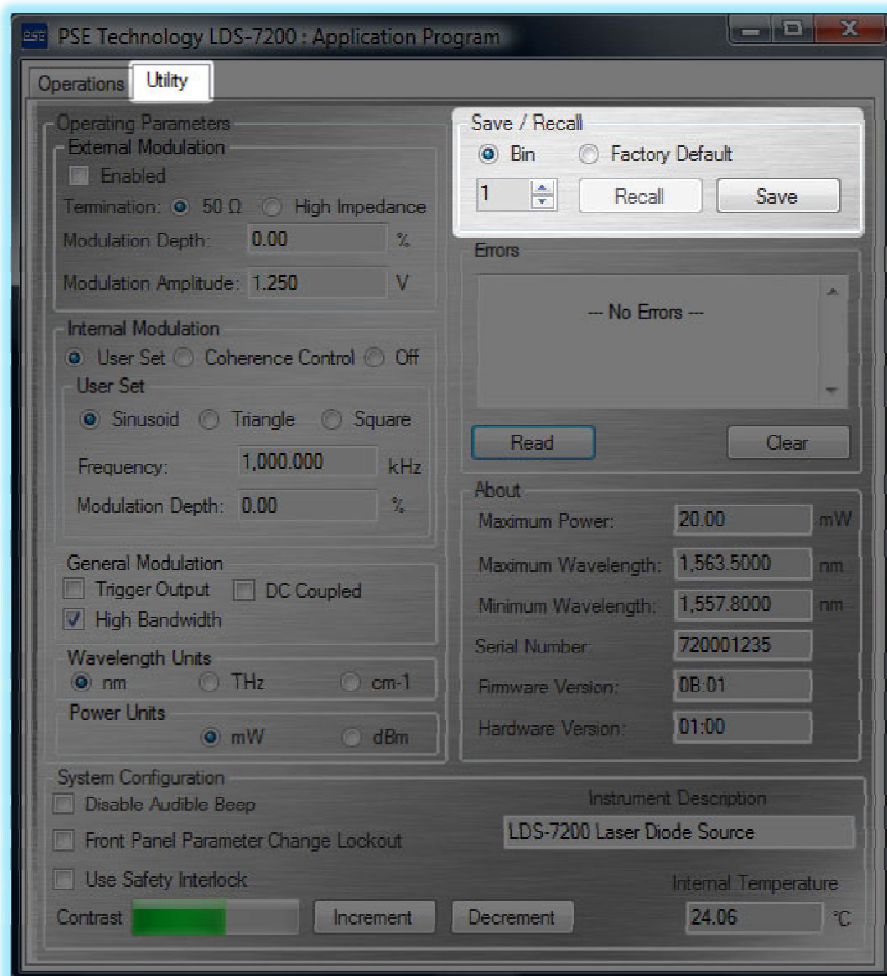 PSE PSE Technology LDS-7200 : Application Program
Operations Utility
Operating Parameters
External Modulation
Enabled
Termination: 50 Ω High Impedance
Modulation Depth: 0.00 %
Modulation Amplitude: 1.250 V
Internal Modulation
User Set Coherence Control Off
User Set
Sinusoid Triangle Square
Frequency: 1,000.000 kHz
Modulation Depth: 0.00 %
General Modulation
Trigger Output DC Coupled
High Bandwidth
Wavelength Units
nm THz cm-1
Power Units
mW dBm
Save / Recall
Bin Factory Default
1 Recall Save
Errors
--- No Errors ---
Read Clear
About
Maximum Power: 20.00 mW
Maximum Wavelength: 1,563.5000 nm
Minimum Wavelength: 1,557.8000 nm
Serial Number: 720001235
Firmware Version: 0B:01
Hardware Version: 01:00
System Configuration
Disable Audible Beep
Front Panel Parameter Change Lockout
Use Safety Interlock
Contrast Increment Decrement
Instrument Description
LDS-7200 Laser Diode Source
Internal Temperature
24.06 °C